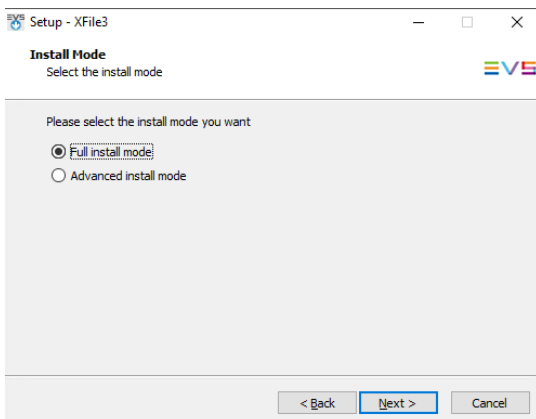 EVS Setup - XFile3
Install Mode
Select the install mode
EVS
Please select the install mode you want
Full install mode
Advanced install mode
< Back
Next >
Cancel